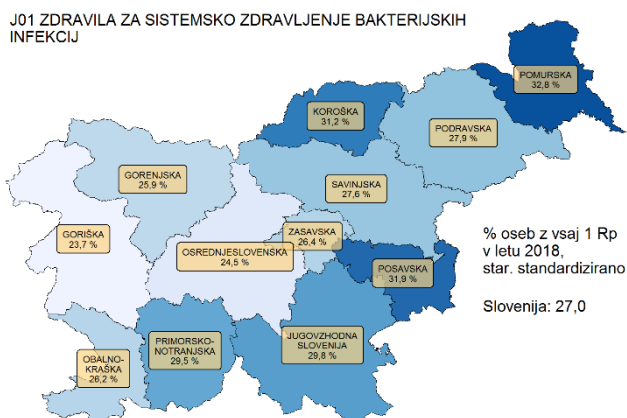 J01 ZDRAVILA ZA SISTEMSKO ZDRAVLJENJE BAKTERIJSKIH
INFEKCIJ
POMURSKA
32,8 %
KOROŠKA
31,2 %
PODRAVSKA
27,9 %
GORENJSKA
25,9 %
SAVINJSKA
27,6 %
GORIŠKA
23,7 %
ZASAVSKA
26,4 %
OSREDNJESLOVENSKA
24,5 %
POSAVSKA
31,9 %
% oseb z vsaj 1 Rp
v letu 2018,
star. standardizirano
Slovenija: 27,0
PRIMORSKO-
NOTRANJSKA
29,5 %
JUGOVZHODNA
SLOVENIJA
29,8 %
OBALNO-
KRAŠKA
26,2 %